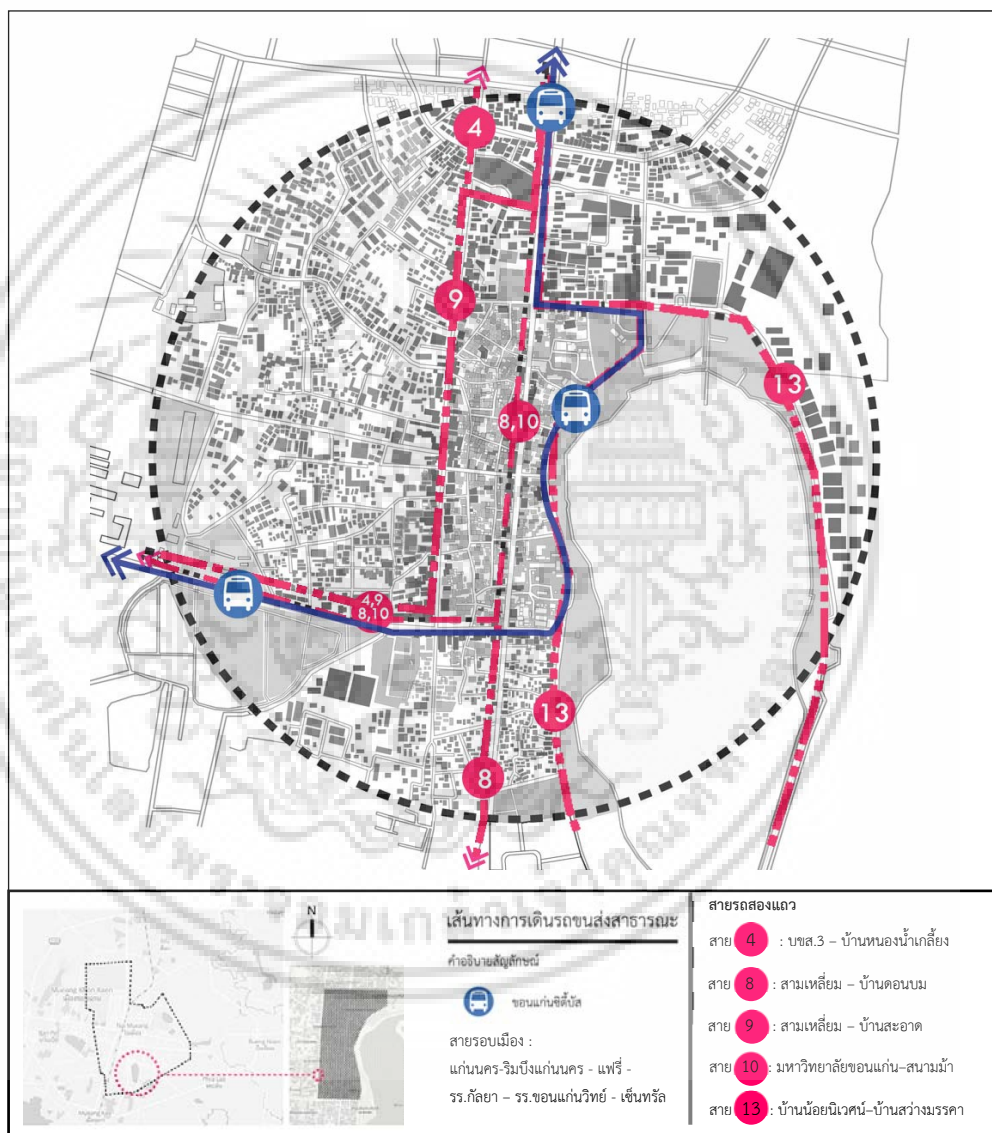 4
9
13
8,10
4,9
8,10
13
8
N
เส้นทางการเดินรถขนส่งสาธารณะ
คำอธิบายสัญลักษณ์
ขอนแก่นซิตี้บัส
สายรอบเมือง :
แก่นนคร-ริมบึงแก่นนคร - แฟรี่ -
รร.กัลยา – รร.ขอนแก่นวิทย์ - เซ็นทรัล
สายรถสองแถว
สาย 4 : บขส.3 – บ้านหนองน้ำเกลี้ยง
สาย 8 : สามเหลี่ยม – บ้านดอนบม
สาย 9 : สามเหลี่ยม – บ้านสะอาด
สาย 10 : มหาวิทยาลัยขอนแก่น–สนามม้า
สาย 13 : บ้านน้อยนิเวศน์–บ้านสว่างมรรคา